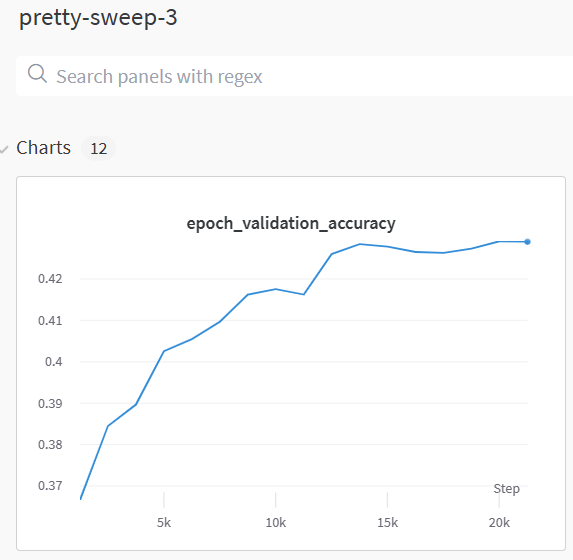 pretty-sweep-3
Search panels with regex
Charts 12
epoch_validation_accuracy
0.42
0.41
0.4
0.39
0.38
0.37
Step
5k 10k 15k 20k